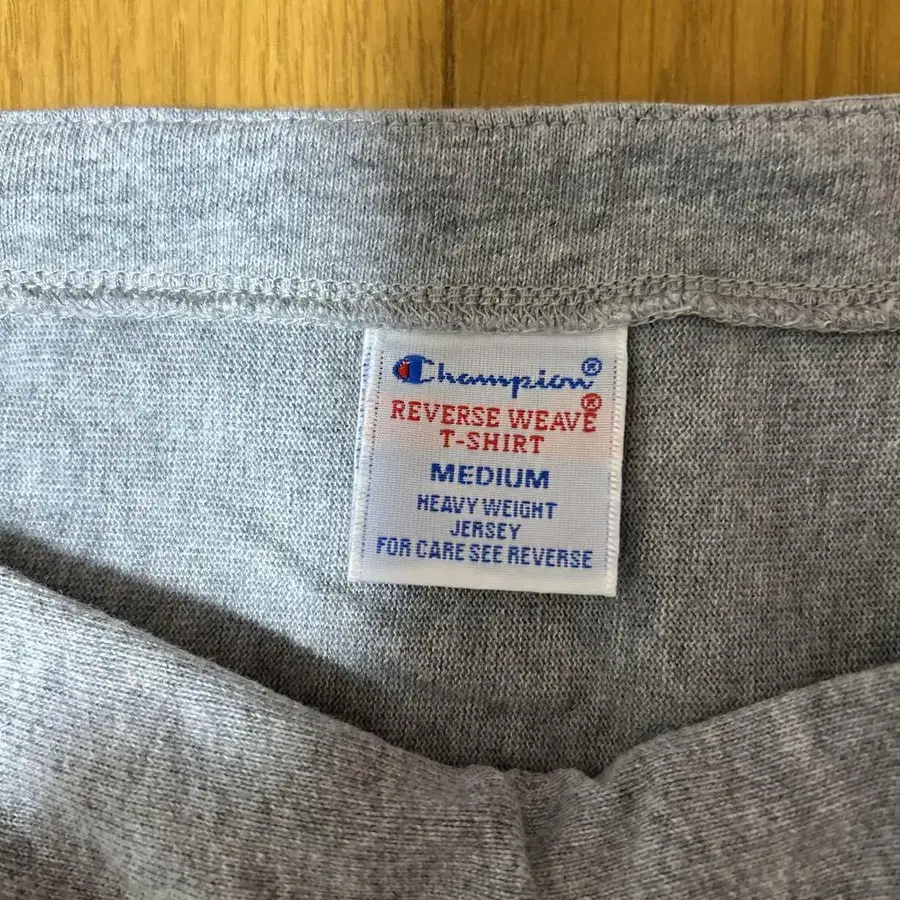 Champion®
REVERSE WEAVE®
T-SHIRT
MEDIUM
HEAVY WEIGHT
JERSEY
FOR CARE SEE REVERSE